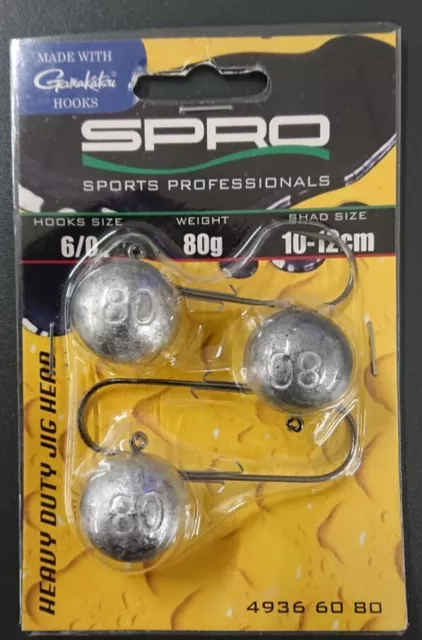 MADE WITH
Gamakatsu
HOOKS
SPRO
SPORTS PROFESSIONALS
HOOKS SIZE WEIGHT SHAD SIZE
6/0 80g 10-12cm
80
80
80
HEAVY DUTY JIG HEAD
4936 60 80